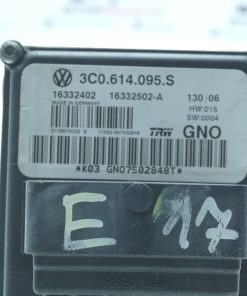 3C0.614.095.S
16332402 16332502-A 130/06
MADE IN GERMANY HW:015
SW:0004
TRW GNO
*K03 GNO7502848T*
E 17